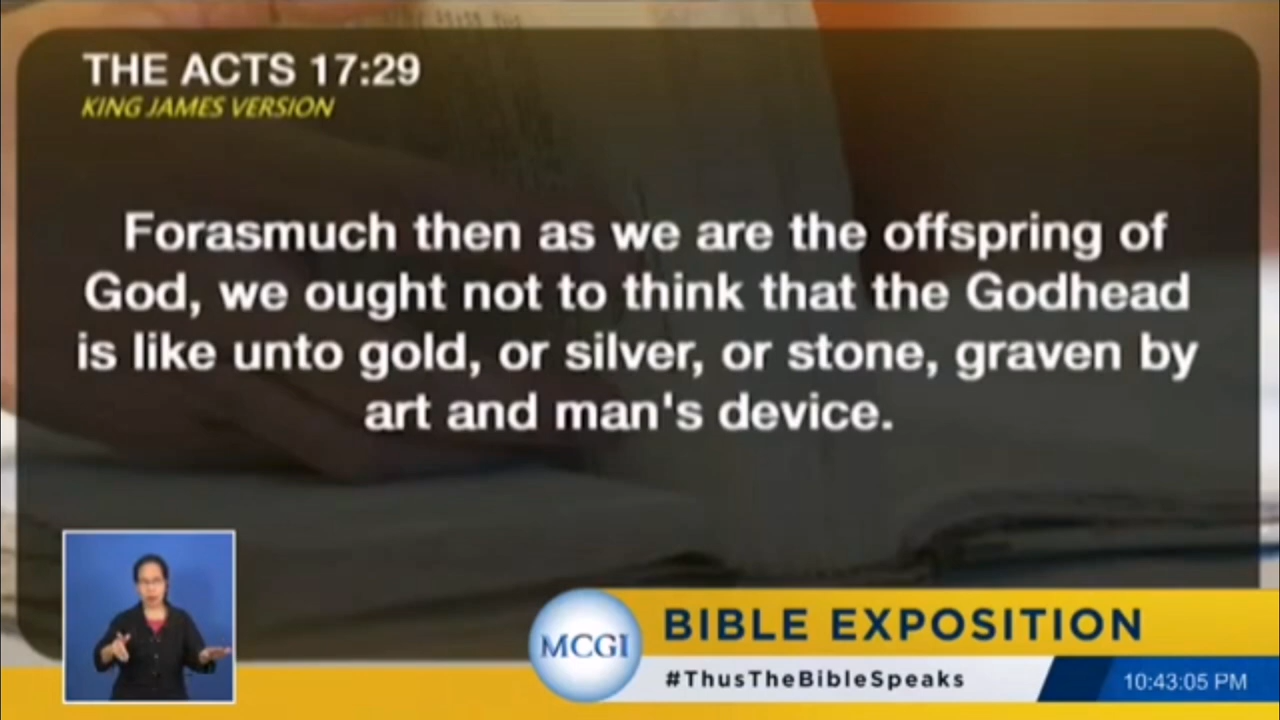 THE ACTS 17:29
KING JAMES VERSION
Forasmuch then as we are the offspring of
God, we ought not to think that the Godhead
is like unto gold, or silver, or stone, graven by
art and man's device.
MCGI
BIBLE EXPOSITION
#ThusTheBibleSpeaks
10:43:05 PM